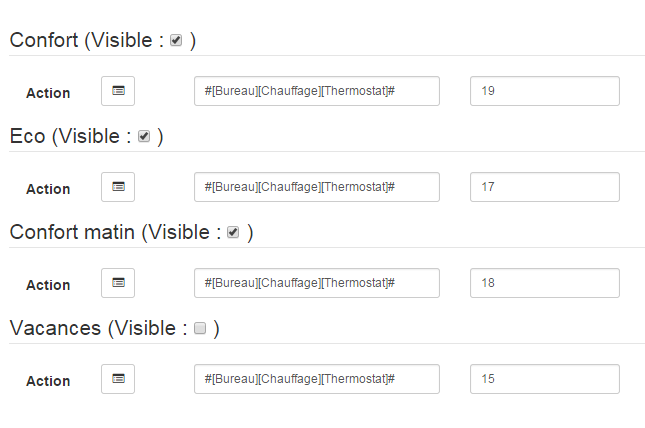 Confort (Visible : )
Action #[Bureau][Chauffage][Thermostat]# 19
Eco (Visible : )
Action #[Bureau][Chauffage][Thermostat]# 17
Confort matin (Visible : )
Action #[Bureau][Chauffage][Thermostat]# 18
Vacances (Visible : )
Action #[Bureau][Chauffage][Thermostat]# 15